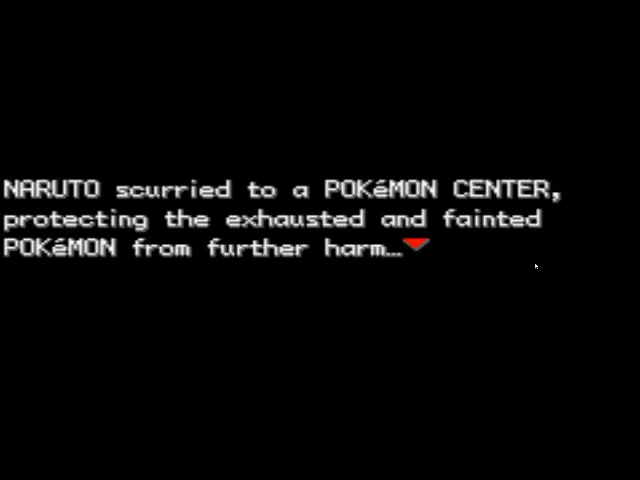 NARUTO scurried to a POKéMON CENTER,
protecting the exhausted and fainted
POKéMON from further harm…